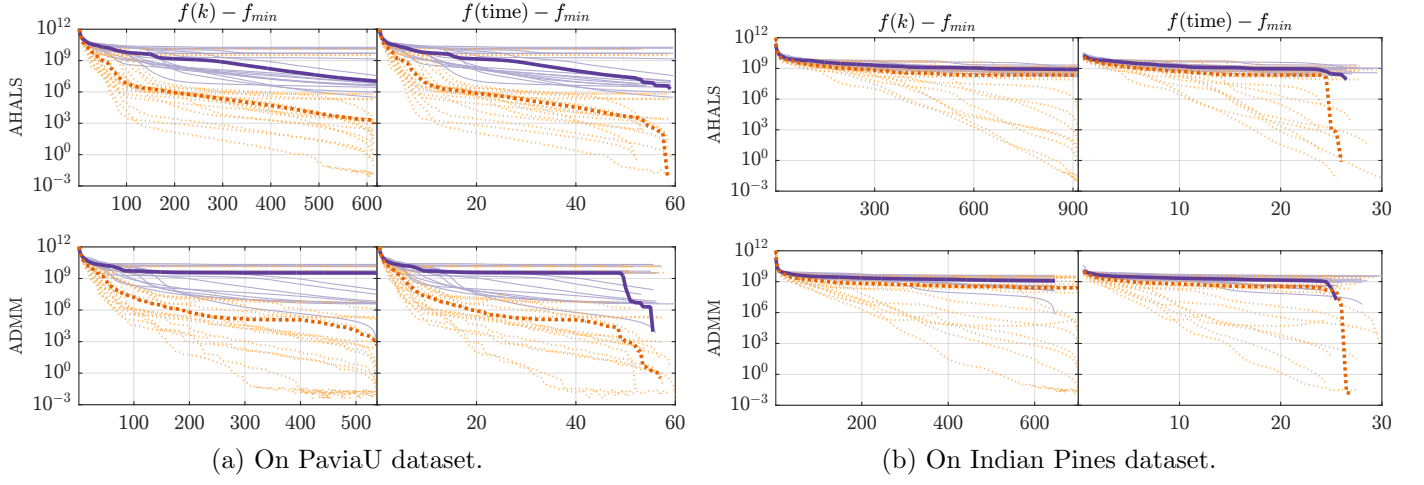 f(k) − f_min f(time) − f_min
AHALS
10^12
10^9
10^6
10^3
10^0
10^−3
100 200 300 400 500 600 20 40 60
ADMM
10^12
10^9
10^6
10^3
10^0
10^−3
100 200 300 400 500 20 40 60
(a) On PaviaU dataset.
f(k) − f_min f(time) − f_min
AHALS
10^12
10^9
10^6
10^3
10^0
10^−3
300 600 900 10 20 30
ADMM
10^12
10^9
10^6
10^3
10^0
10^−3
200 400 600 10 20 30
(b) On Indian Pines dataset.